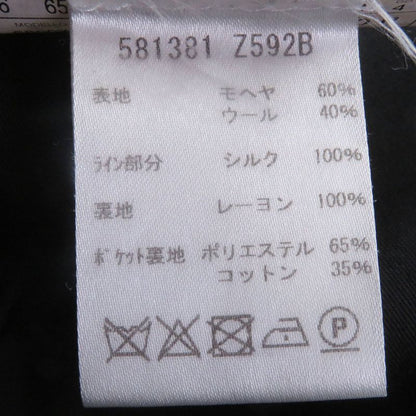 581381 Z592B
表地 モヘヤ 60%
ウール 40%
ライン部分 シルク 100%
裏地 レーヨン 100%
ポケット裏地 ポリエステル 65%
コットン 35%
P